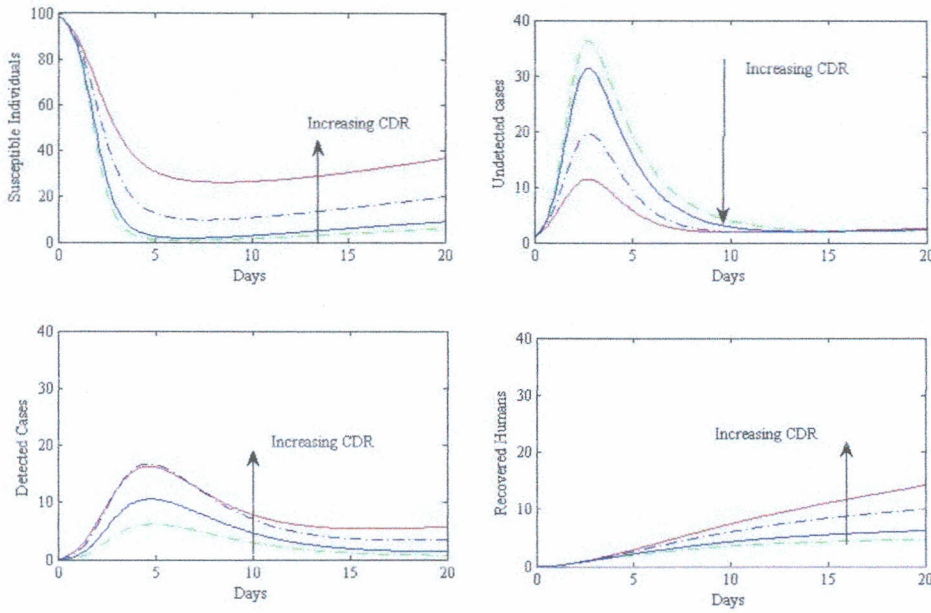 100
80
60
40
20
0
Susceptible Individuals
Increasing CDR
0 5 10 15 20
Days
40
30
20
10
0
Undetected cases
Increasing CDR
0 5 10 15 20
Days
40
30
20
10
0
Detected Cases
Increasing CDR
0 5 10 15 20
Days
40
30
20
10
0
Recovered Humans
Increasing CDR
0 5 10 15 20
Days